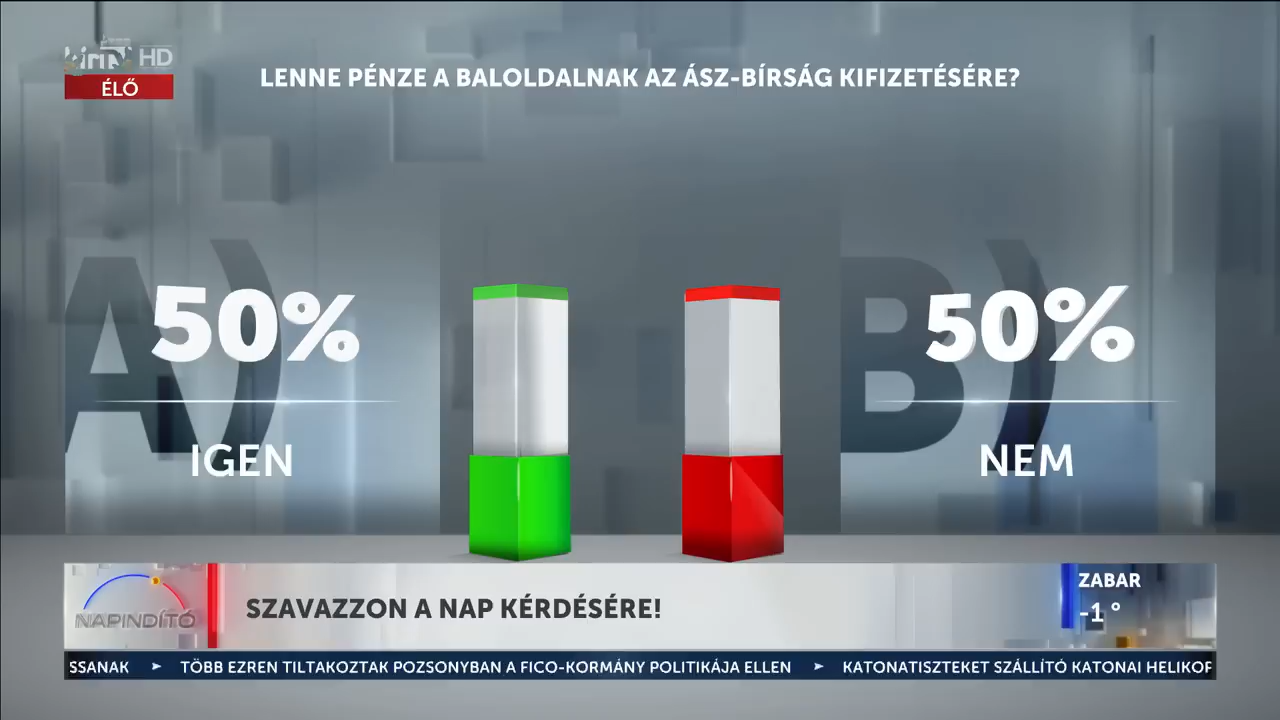 HD
ÉLŐ
LENNE PÉNZE A BALOLDALNAK AZ ÁSZ-BÍRSÁG KIFIZETÉSÉRE?
A)
50%
IGEN
B)
50%
NEM
NAPINDÍTÓ
SZAVAZZON A NAP KÉRDÉSÉRE!
ZABAR
-1 °
SSANAK ► TÖBB EZREN TILTAKOZTAK POZSONYBAN A FICO-KORMÁNY POLITIKÁJA ELLEN ► KATONATISZTEKET SZÁLLÍTÓ KATONAI HELIKOP